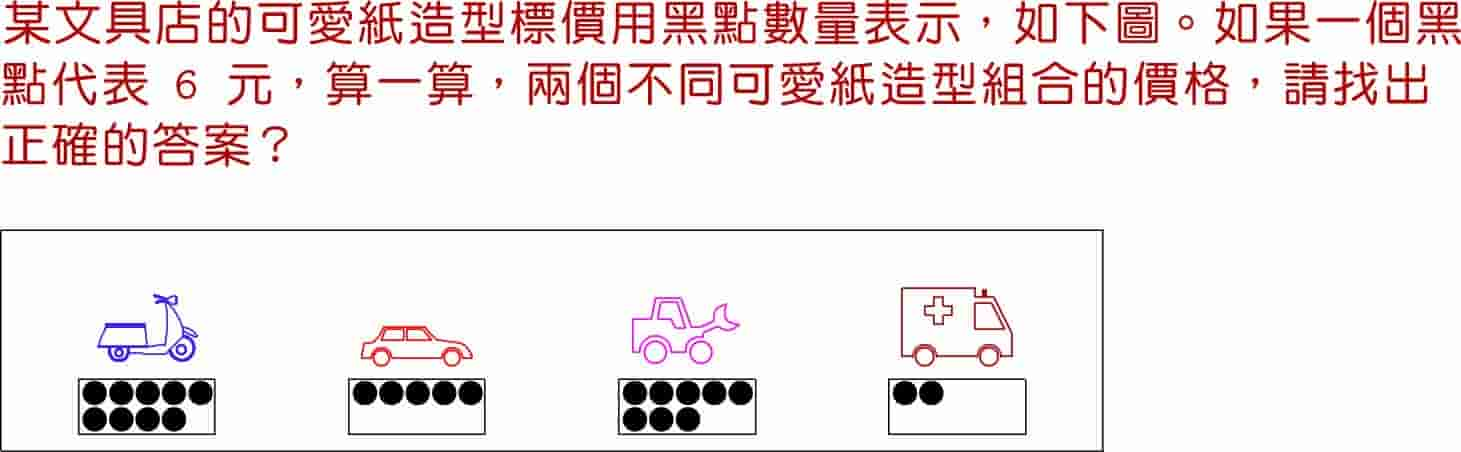 某文具店的可愛紙造型標價用黑點數量表示，如下圖。如果一個黑
點代表 6 元，算一算，兩個不同可愛紙造型組合的價格，請找出
正確的答案？